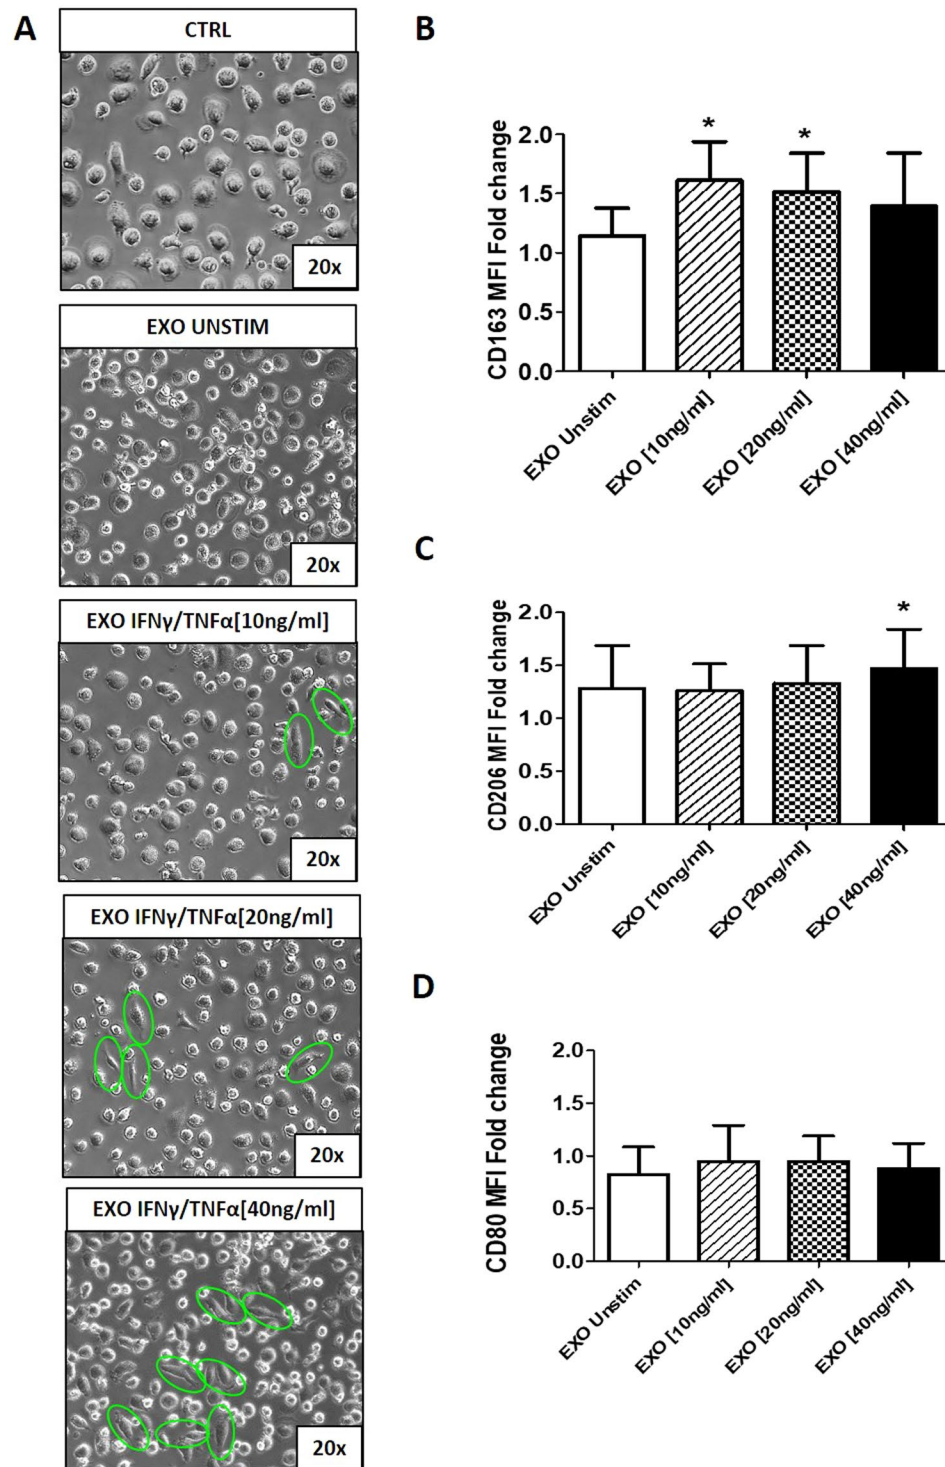 A
CTRL
20x
EXO UNSTIM
20x
EXO IFNγ/TNFα[10ng/ml]
20x
EXO IFNγ/TNFα[20ng/ml]
20x
EXO IFNγ/TNFα[40ng/ml]
20x
B
CD163 MFI Fold change
2.0
1.5
1.0
0.5
0.0
*
*
EXO Unstim
EXO [10ng/ml]
EXO [20ng/ml]
EXO [40ng/ml]
C
CD206 MFI Fold change
2.0
1.5
1.0
0.5
0.0
*
EXO Unstim
EXO [10ng/ml]
EXO [20ng/ml]
EXO [40ng/ml]
D
CD80 MFI Fold change
2.0
1.5
1.0
0.5
0.0
EXO Unstim
EXO [10ng/ml]
EXO [20ng/ml]
EXO [40ng/ml]